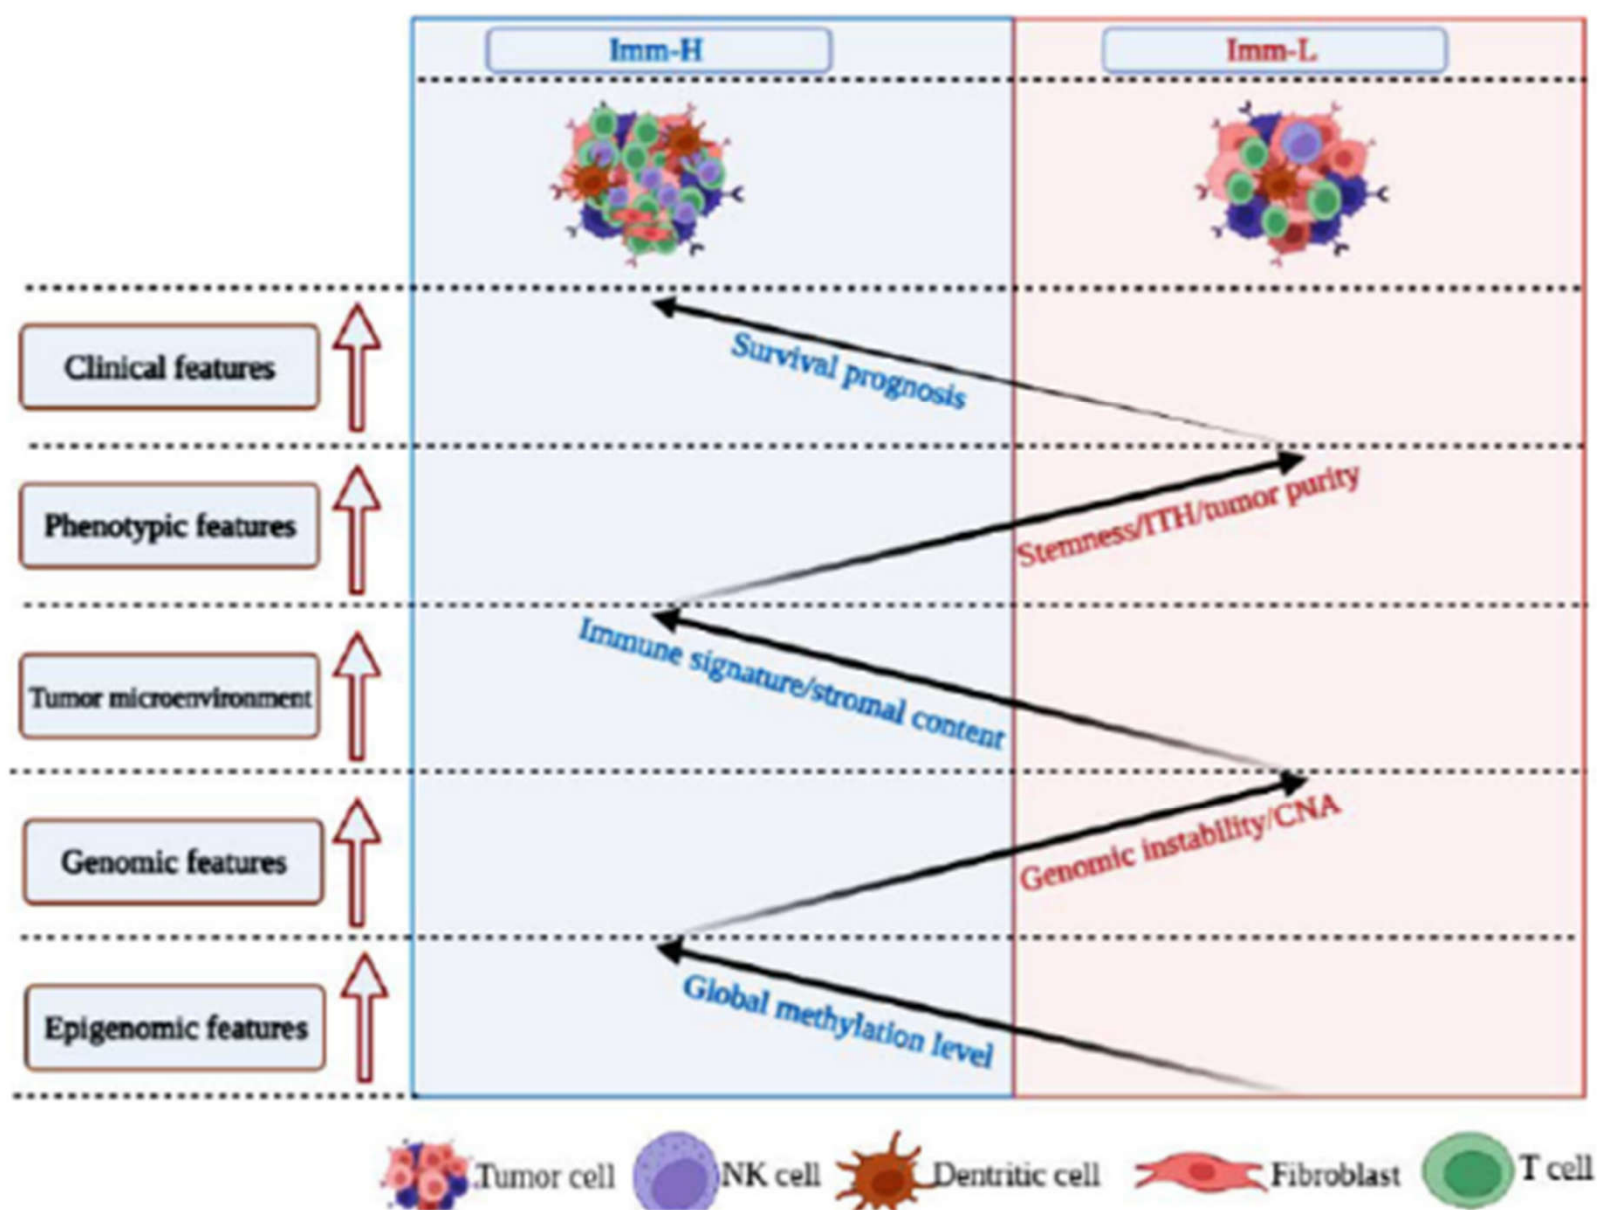 Imm-H
Imm-L
Clinical features
Survival prognosis
Phenotypic features
Stemness/ITH/tumor purity
Tumor microenvironment
Immune signature/stromal content
Genomic features
Genomic instability/CNA
Epigenomic features
Global methylation level
Tumor cell
NK cell
Dentritic cell
Fibroblast
T cell